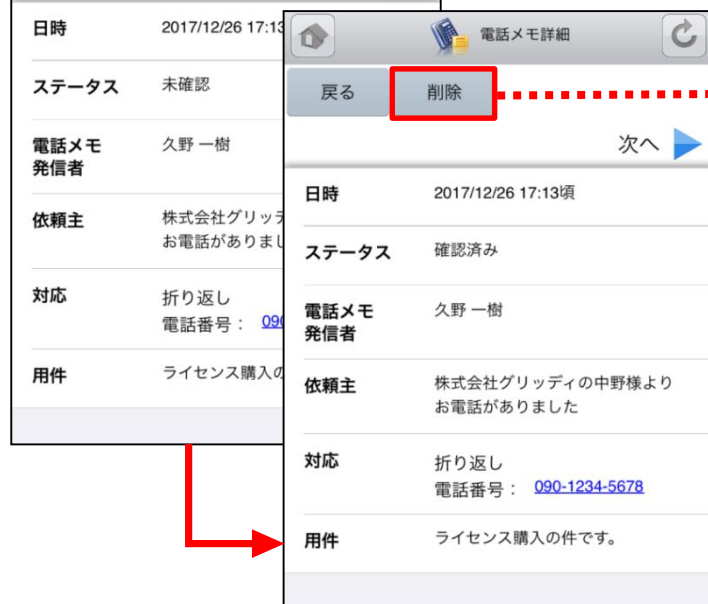 日時 2017/12/26 17:13
ステータス 未確認
電話メモ 久野 一樹
発信者
依頼主 株式会社グリッデ
お電話がありまし
対応 折り返し
電話番号： 090
用件 ライセンス購入の
電話メモ詳細
戻る 削除
次へ
日時 2017/12/26 17:13頃
ステータス 確認済み
電話メモ 久野 一樹
発信者
依頼主 株式会社グリッディの中野様より
お電話がありました
対応 折り返し
電話番号： 090-1234-5678
用件 ライセンス購入の件です。